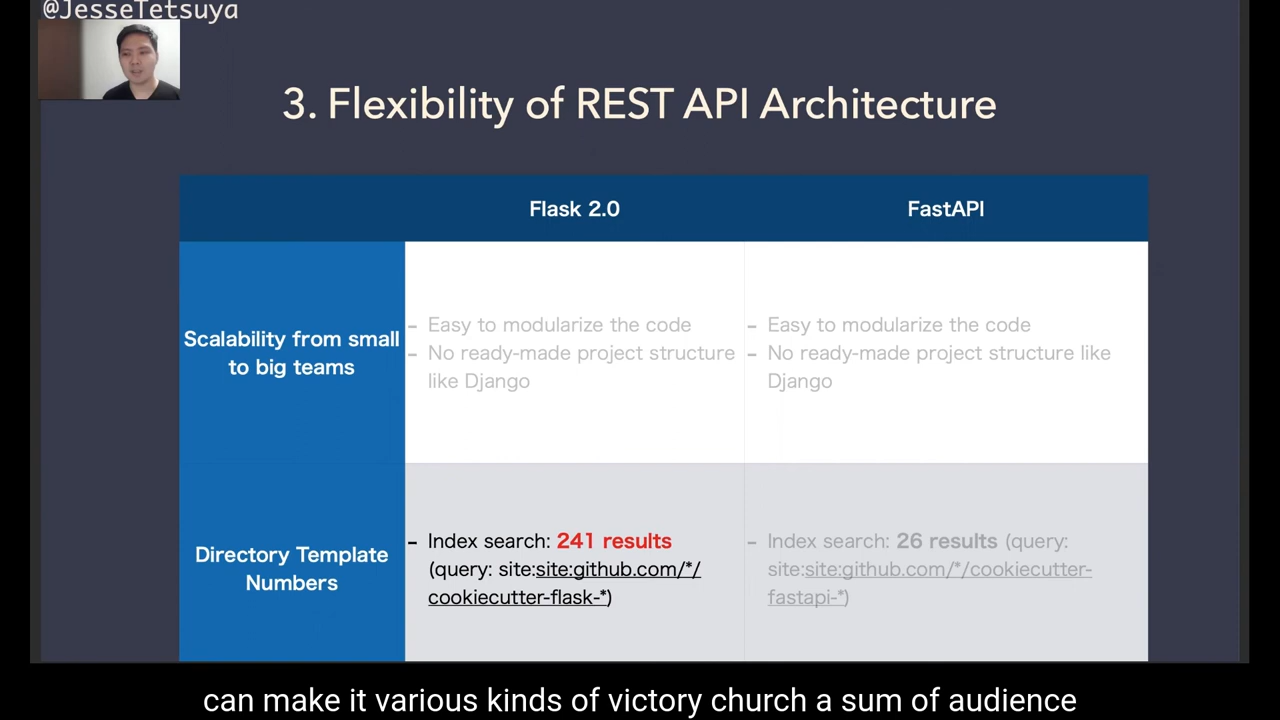 @JesseTetsuya
3. Flexibility of REST API Architecture
Flask 2.0
FastAPI
Scalability from small
to big teams
- Easy to modularize the code
- No ready-made project structure
like Django
- Easy to modularize the code
- No ready-made project structure like
Django
Directory Template
Numbers
- Index search: 241 results
(query: site:site:github.com/*/
cookiecutter-flask-*)
- Index search: 26 results (query:
site:site:github.com/*/cookiecutter-
fastapi-*)
can make it various kinds of victory church a sum of audience